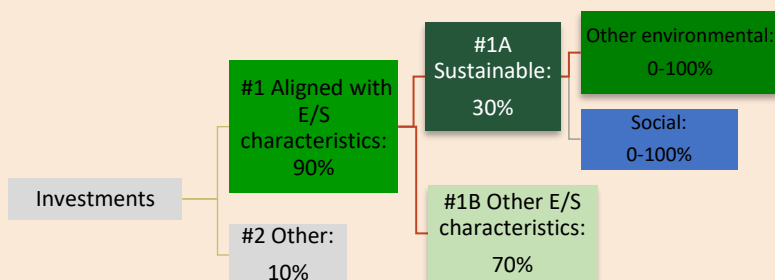 Investments
#1 Aligned with
E/S
characteristics:
90%
#2 Other:
10%
#1A
Sustainable:
30%
#1B Other E/S
characteristics:
70%
Other environmental:
0-100%
Social:
0-100%